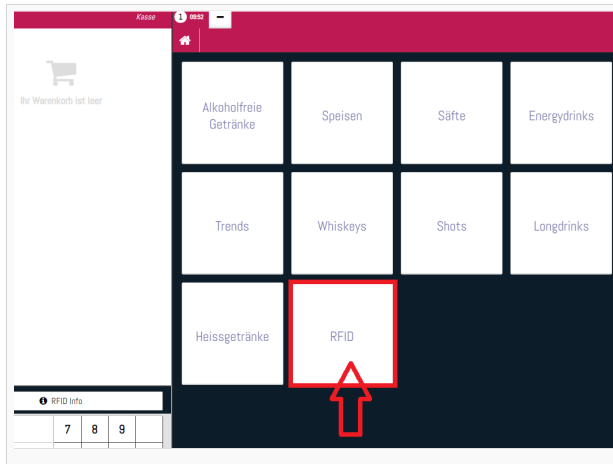 Kasse
1 08:52
Ihr Warenkorb ist leer
Alkoholfreie
Getränke
Speisen
Säfte
Energydrinks
Trends
Whiskeys
Shots
Longdrinks
Heissgetränke
RFID
RFID Info
7 8 9